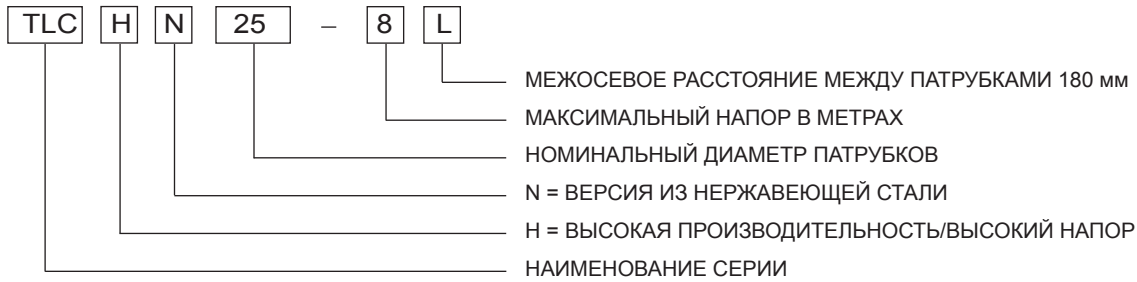 TLC H N 25 – 8 L
МЕЖОСЕВОЕ РАССТОЯНИЕ МЕЖДУ ПАТРУБКАМИ 180 мм
МАКСИМАЛЬНЫЙ НАПОР В МЕТРАХ
НОМИНАЛЬНЫЙ ДИАМЕТР ПАТРУБКОВ
N = ВЕРСИЯ ИЗ НЕРЖАВЕЮЩЕЙ СТАЛИ
H = ВЫСОКАЯ ПРОИЗВОДИТЕЛЬНОСТЬ/ВЫСОКИЙ НАПОР
НАИМЕНОВАНИЕ СЕРИИ